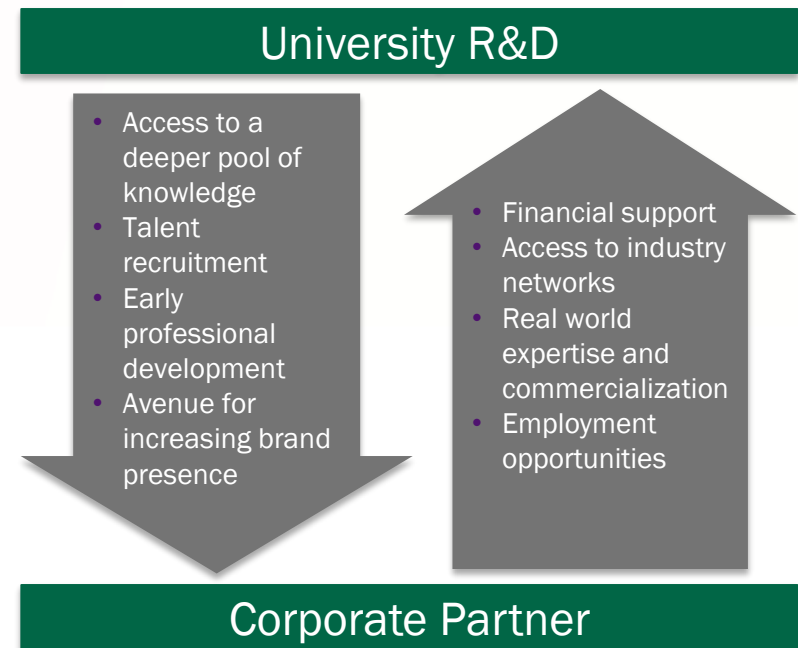 University R&D
• Access to a
deeper pool of
knowledge
• Talent
recruitment
• Early
professional
development
• Avenue for
increasing brand
presence
• Financial support
• Access to industry
networks
• Real world
expertise and
commercialization
• Employment
opportunities
Corporate Partner